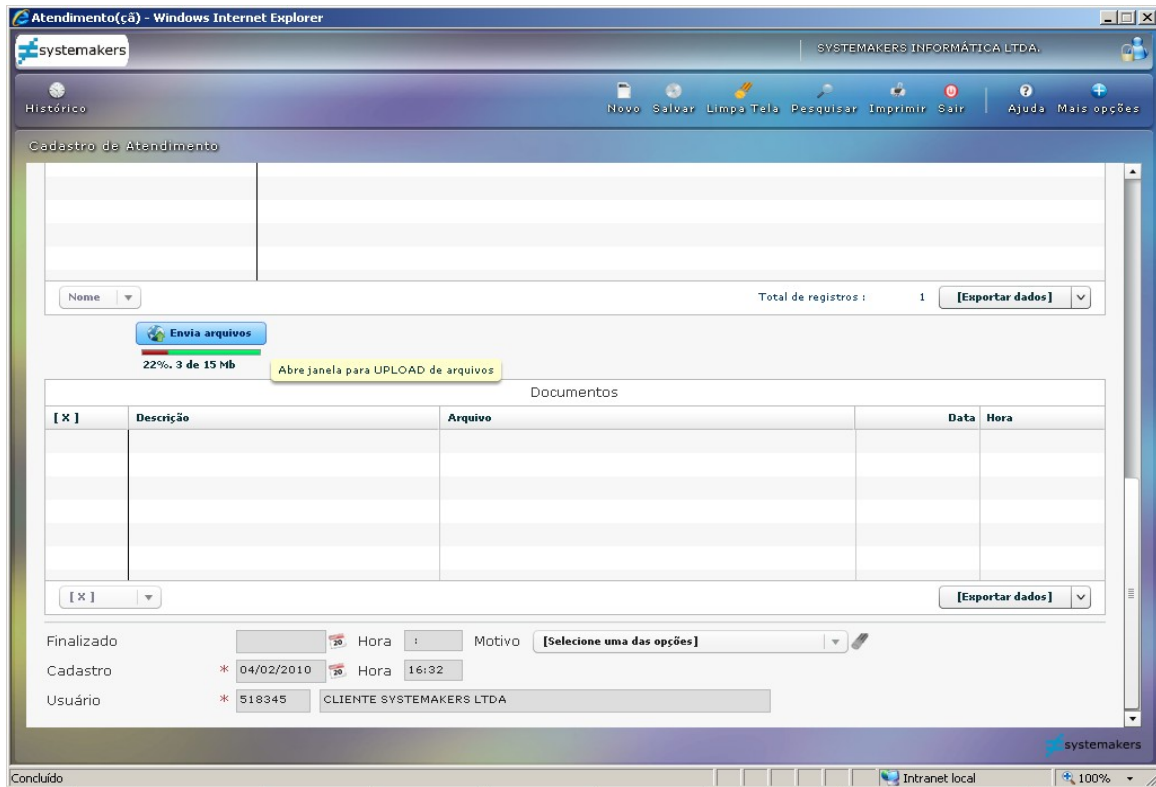 Atendimento(çã) - Windows Internet Explorer
systemakers
SYSTEMAKERS INFORMÁTICA LTDA.
Histórico
Novo Salvar Limpa Tela Pesquisar Imprimir Sair Ajuda Mais opções
Cadastro de Atendimento
Nome
Total de registros : 1 [Exportar dados]
Envia arquivos
22%. 3 de 15 Mb
Abre janela para UPLOAD de arquivos
Documentos
[ X ] Descrição Arquivo Data Hora
[ X ] [Exportar dados]
Finalizado 20 Hora : Motivo [Selecione uma das opções]
Cadastro * 04/02/2010 20 Hora 16:32
Usuário * 518345 CLIENTE SYSTEMAKERS LTDA
systemakers
Concluído Intranet local 100%